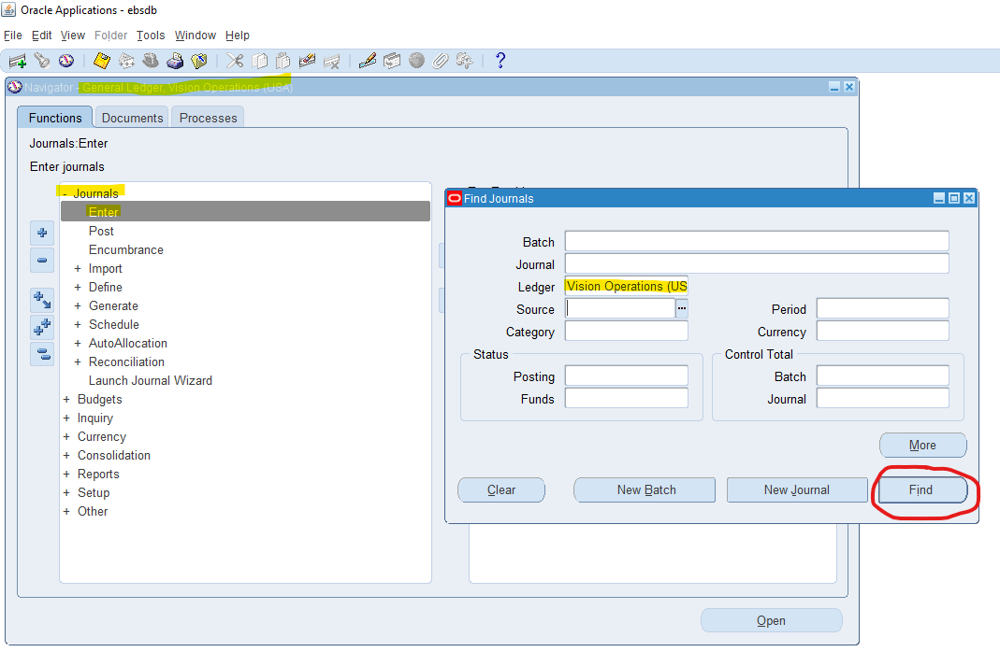 Oracle Applications - ebsdb
File Edit View Folder Tools Window Help
Navigator - General Ledger, Vision Operations (USA)
Functions Documents Processes
Journals:Enter
Enter journals
- Journals
Enter
Post
Encumbrance
+ Import
+ Define
+ Generate
+ Schedule
+ AutoAllocation
+ Reconciliation
Launch Journal Wizard
+ Budgets
+ Inquiry
+ Currency
+ Consolidation
+ Reports
+ Setup
+ Other
Find Journals
Batch
Journal
Ledger Vision Operations (US
Source ... Period
Category Currency
Status Control Total
Posting Batch
Funds Journal
More
Clear New Batch New Journal Find
Open